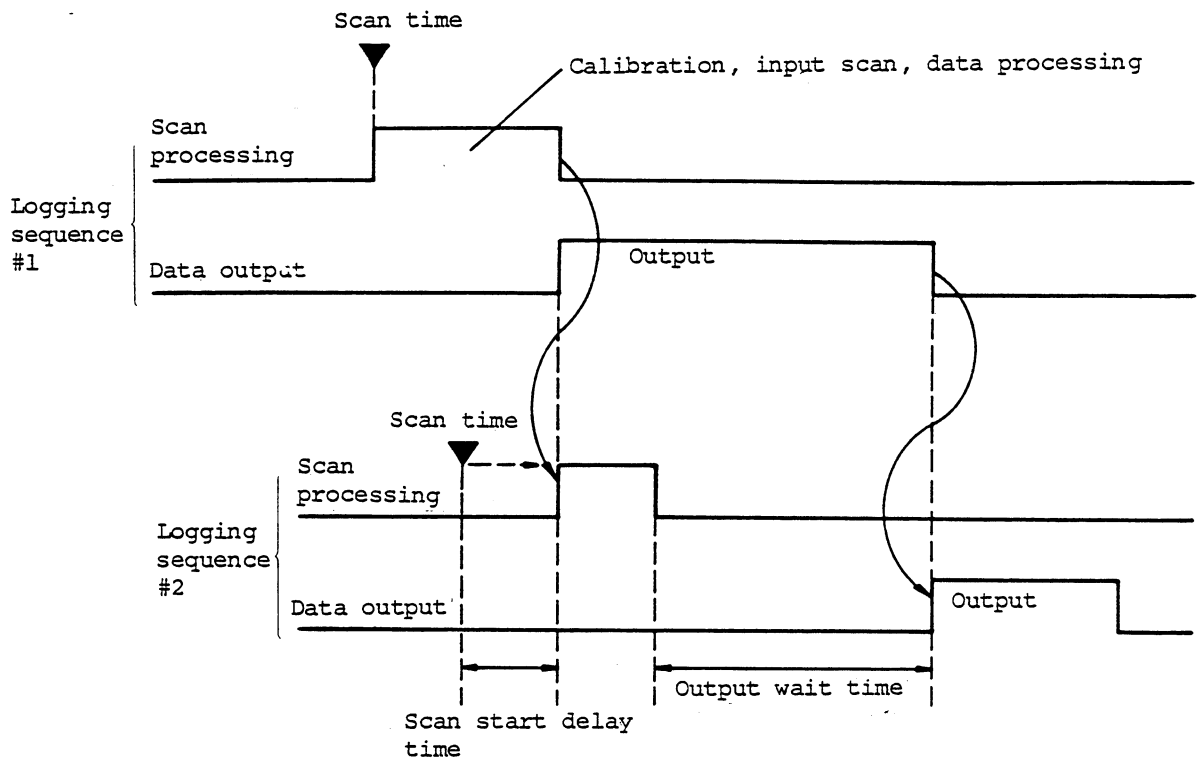 Scan time
Calibration, input scan, data processing
Scan
processing
Logging
sequence
#1
Data output
Output
Scan time
Scan
processing
Logging
sequence
#2
Data output
Output
Output wait time
Scan start delay
time